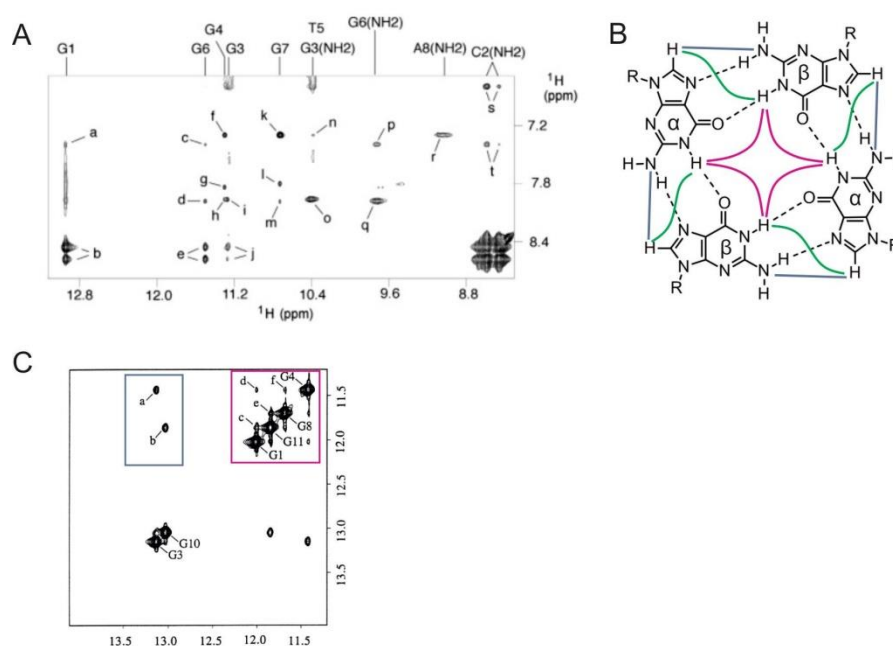 A
G1
G4
G6
G3
G7
T5
G3(NH2)
G6(NH2)
A8(NH2)
C2(NH2)
¹H
(ppm)
7.2
7.8
8.4
a
b
c
d
e
f
g
h
i
j
k
l
m
n
o
p
q
r
s
t
12.8
12.0
11.2
10.4
9.6
8.8
¹H (ppm)
B
H
N
H
N
R
R
N
H
N
β
H
H
N
N
H
N
N
O
N
N
α
N
H
O
H
H
N
H
N
H
H
N
H
N
H
N
N
α
O
N
O
H
N
N
R
H
N
β
N
H
N
H
N
R
N
H
H
C
G4
d
f
a
e
G8
b
c
G11
G1
G10
G3
11.5
12.0
12.5
13.0
13.5
13.5
13.0
12.5
12.0
11.5